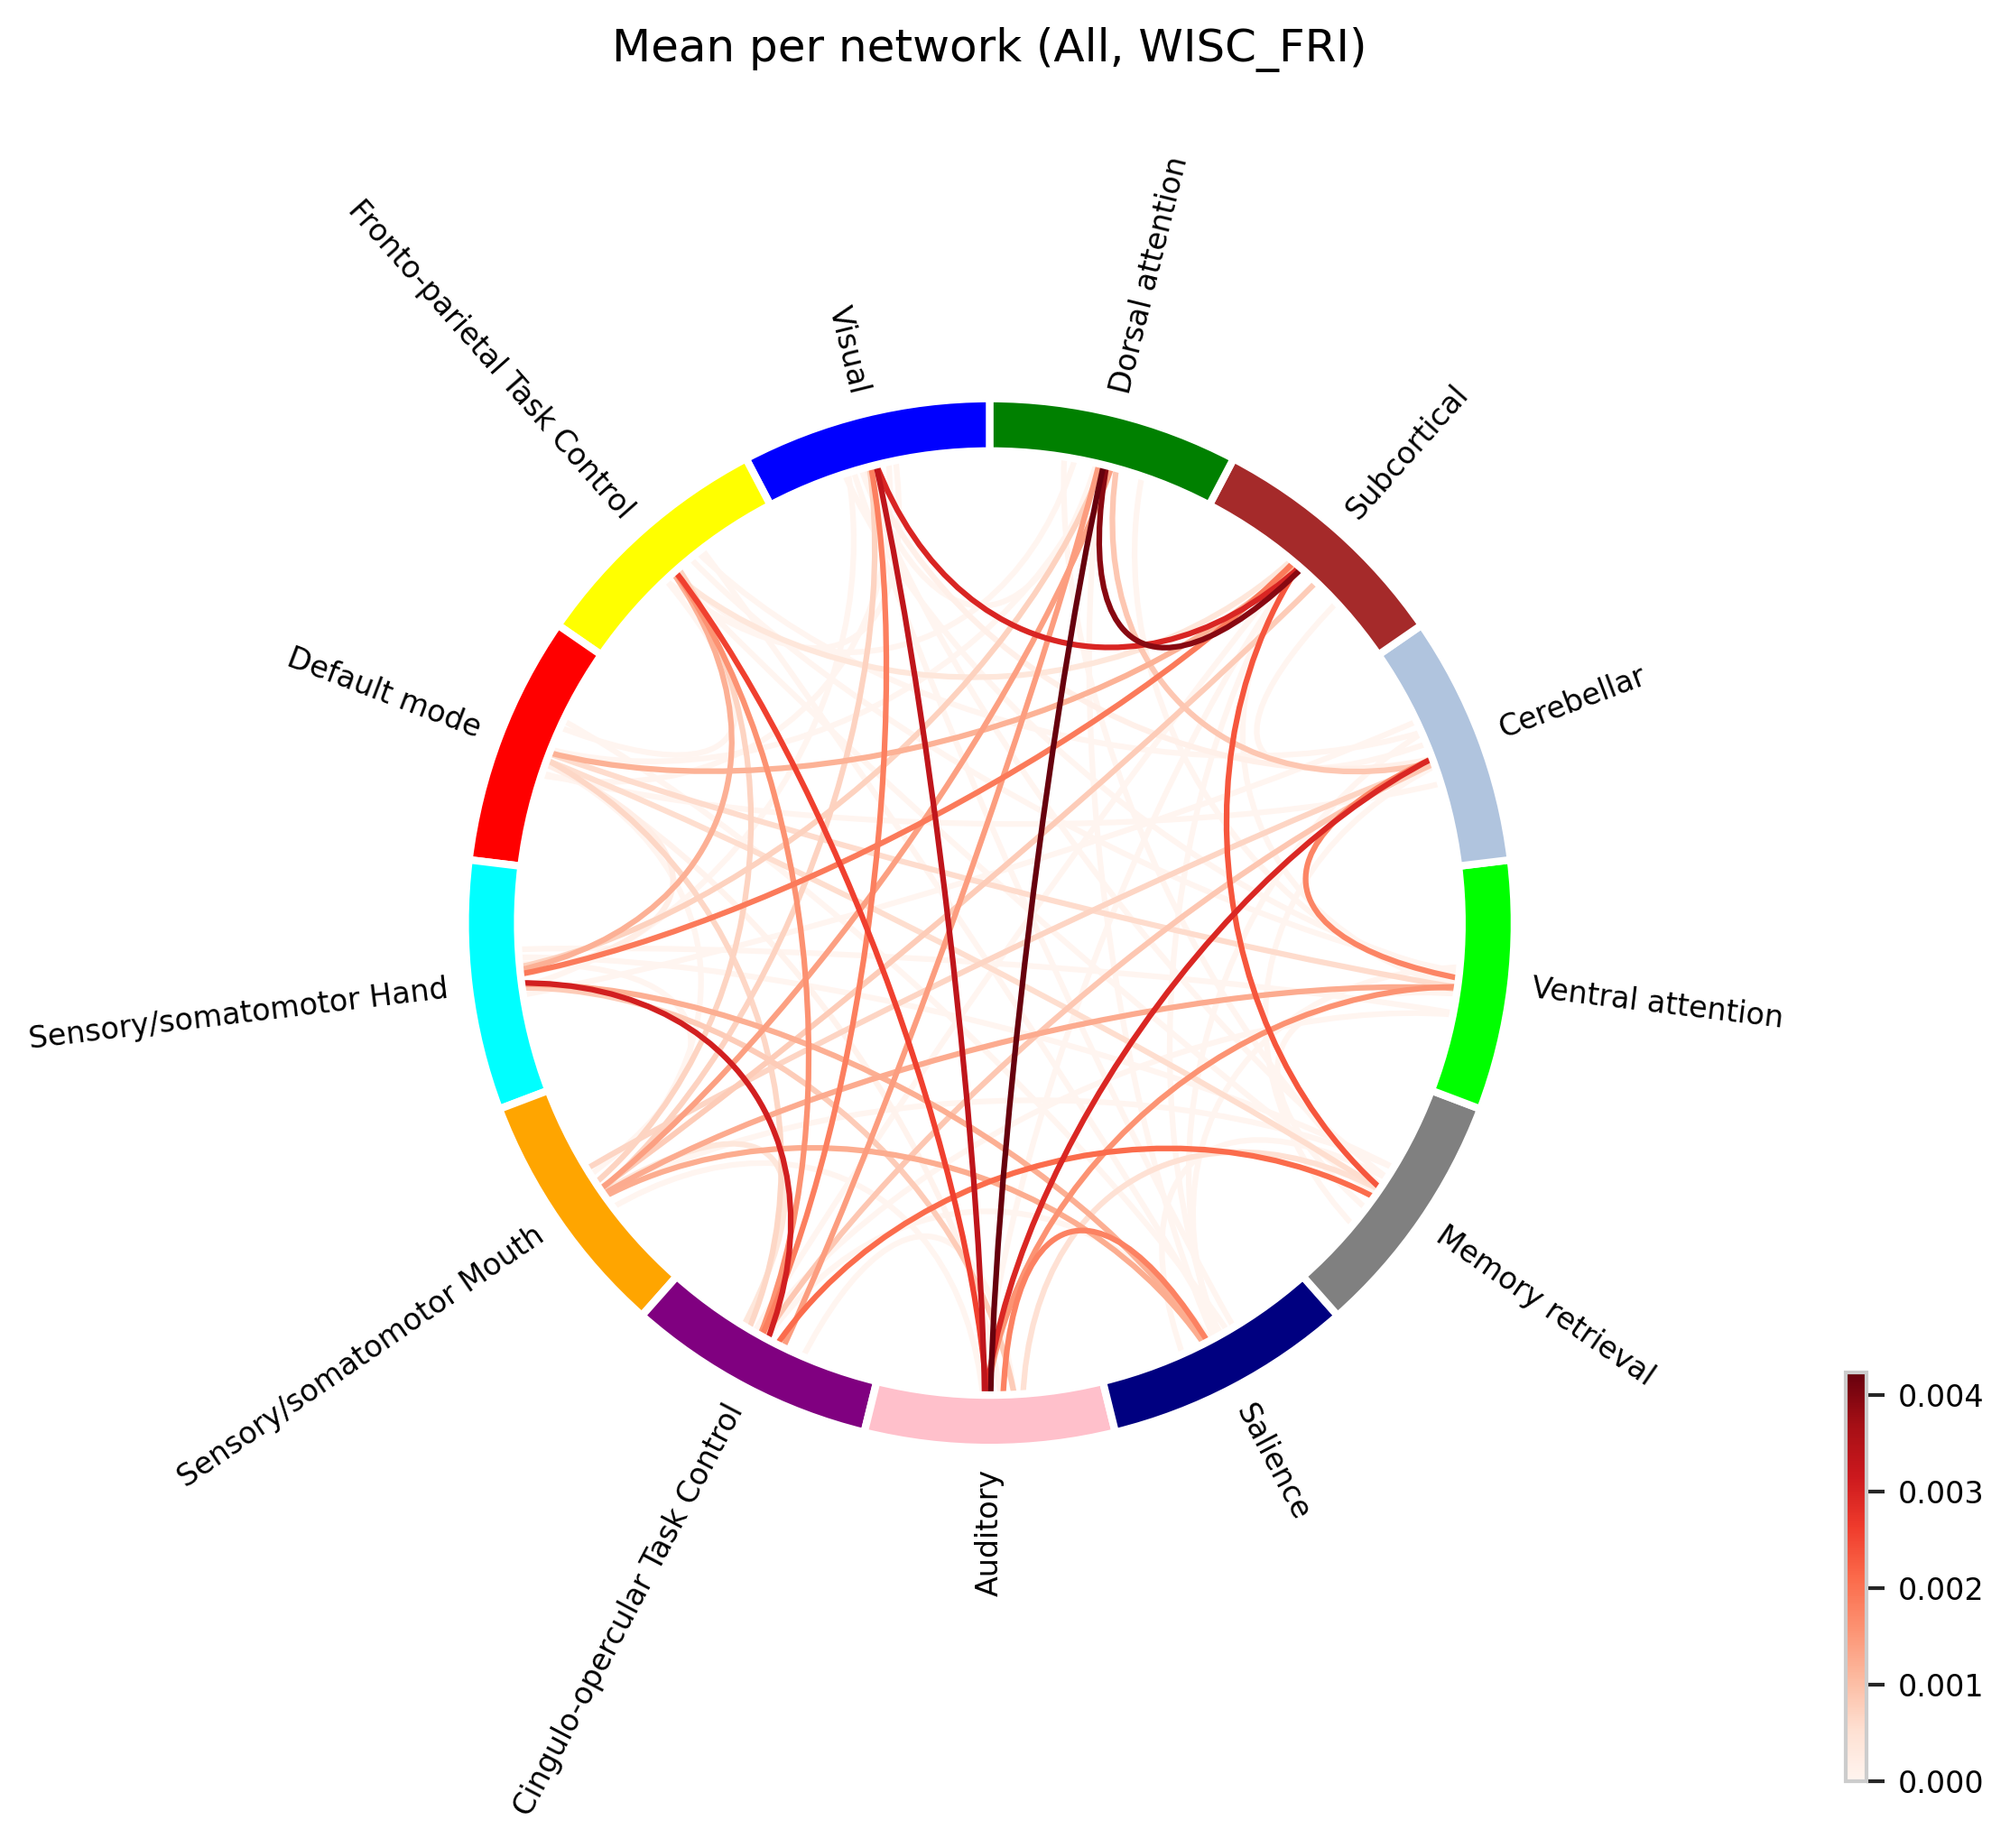 Mean per network (All, WISC_FRI)
Dorsal attention
Visual
Fronto-parietal Task Control
Subcortical
Default mode
Cerebellar
Sensory/somatomotor Hand
Ventral attention
Sensory/somatomotor Mouth
Memory retrieval
Cingulo-opercular Task Control
Auditory
Salience
0.004
0.003
0.002
0.001
0.000